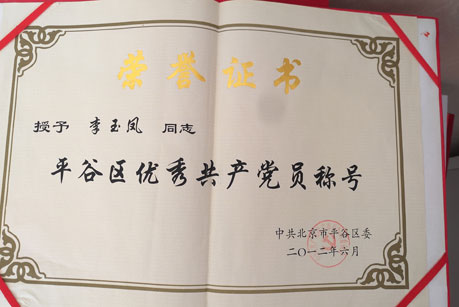 荣誉证书
授予 李玉凤 同志
平谷区优秀共产党员称号
中共北京市平谷区委
二〇一二年六月